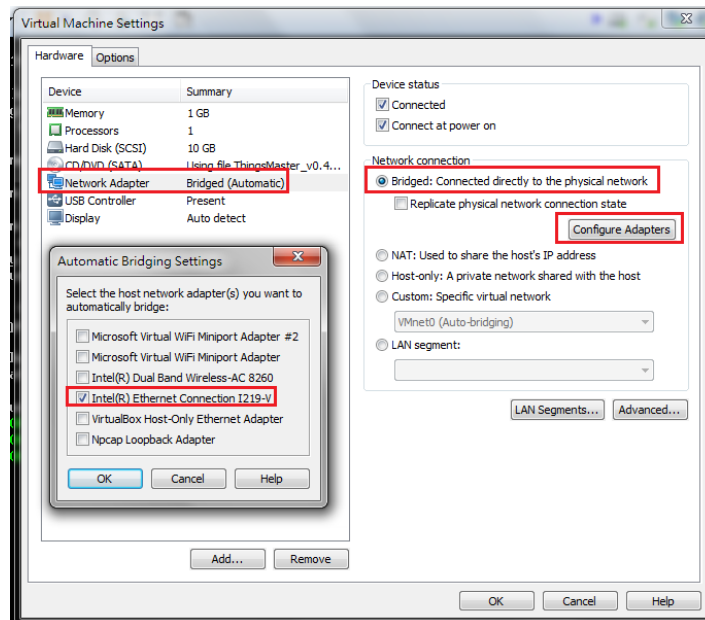 Virtual Machine Settings
Hardware
Options
Device Summary
Memory 1 GB
Processors 1
Hard Disk (SCSI) 10 GB
CD/DVD (SATA) Using file ThingsMaster_v0.4...
Network Adapter Bridged (Automatic)
USB Controller Present
Display Auto detect
Automatic Bridging Settings
Select the host network adapter(s) you want to
automatically bridge:
Microsoft Virtual WiFi Miniport Adapter #2
Microsoft Virtual WiFi Miniport Adapter
Intel(R) Dual Band Wireless-AC 8260
Intel(R) Ethernet Connection I219-V
VirtualBox Host-Only Ethernet Adapter
Npcap Loopback Adapter
OK Cancel Help
Add... Remove
Device status
Connected
Connect at power on
Network connection
Bridged: Connected directly to the physical network
Replicate physical network connection state
Configure Adapters
NAT: Used to share the host's IP address
Host-only: A private network shared with the host
Custom: Specific virtual network
VMnet0 (Auto-bridging)
LAN segment:
LAN Segments... Advanced...
OK Cancel Help